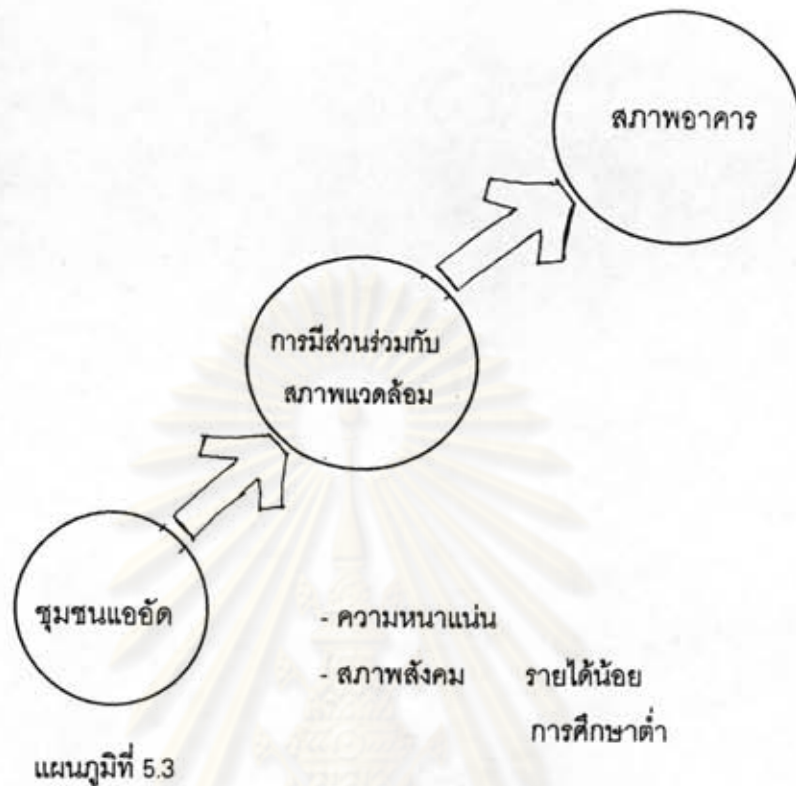 สภาพอาคาร
การมีส่วนร่วมกับ
สภาพแวดล้อม
ชุมชนแออัด
- ความหนาแน่น
- สภาพสังคม รายได้น้อย
การศึกษาต่ำ
แผนภูมิที่ 5.3